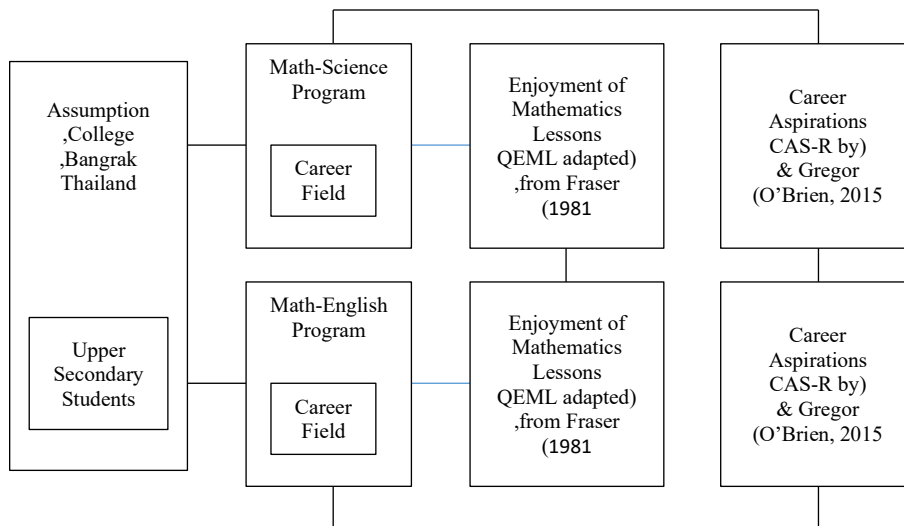 Assumption
,College
,Bangrak
Thailand
Upper
Secondary
Students
Math-Science
Program
Career
Field
Enjoyment of
Mathematics
Lessons
QEML adapted)
,from Fraser
(1981
Career
Aspirations
CAS-R by)
& Gregor
(O’Brien, 2015
Math-English
Program
Career
Field
Enjoyment of
Mathematics
Lessons
QEML adapted)
,from Fraser
(1981
Career
Aspirations
CAS-R by)
& Gregor
(O’Brien, 2015